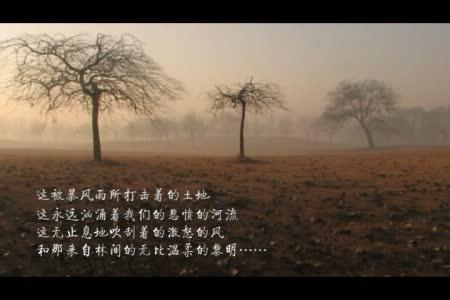 这被暴风雨所打击着的土地
这永远汹涌着我们的悲愤的河流
这无止息地吹刮着的激怒的风
和那来自林间的无比温柔的黎明……